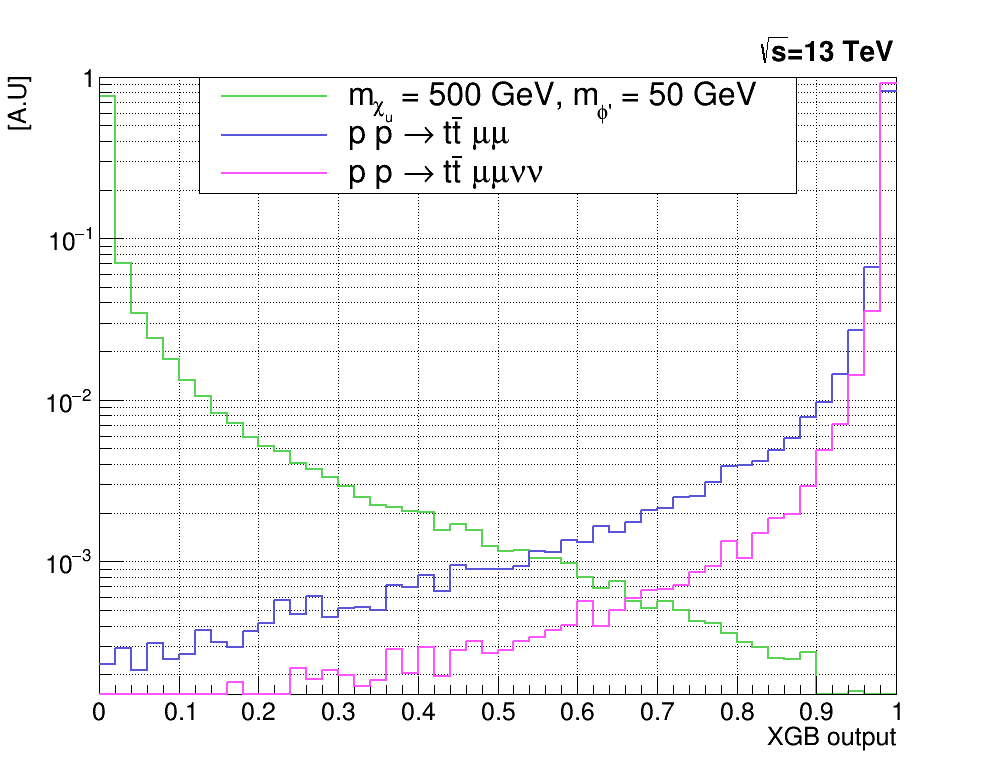 √s=13 TeV
[A.U]
m_χ_u = 500 GeV, m_ϕ' = 50 GeV
p p → tt̄ μμ
p p → tt̄ μμνν
1
10⁻¹
10⁻²
10⁻³
0 0.1 0.2 0.3 0.4 0.5 0.6 0.7 0.8 0.9 1
XGB output